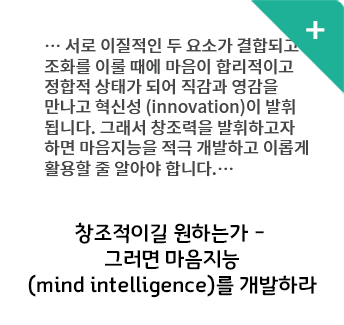 … 서로 이질적인 두 요소가 결합되고
조화를 이룰 때에 마음이 합리적이고
정합적 상태가 되어 직감과 영감을
만나고 혁신성 (innovation)이 발휘
됩니다. 그래서 창조력을 발휘하고자
하면 마음지능을 적극 개발하고 이롭게
활용할 줄 알아야 합니다.…
창조적이길 원하는가 -
그러면 마음지능
(mind intelligence)를 개발하라